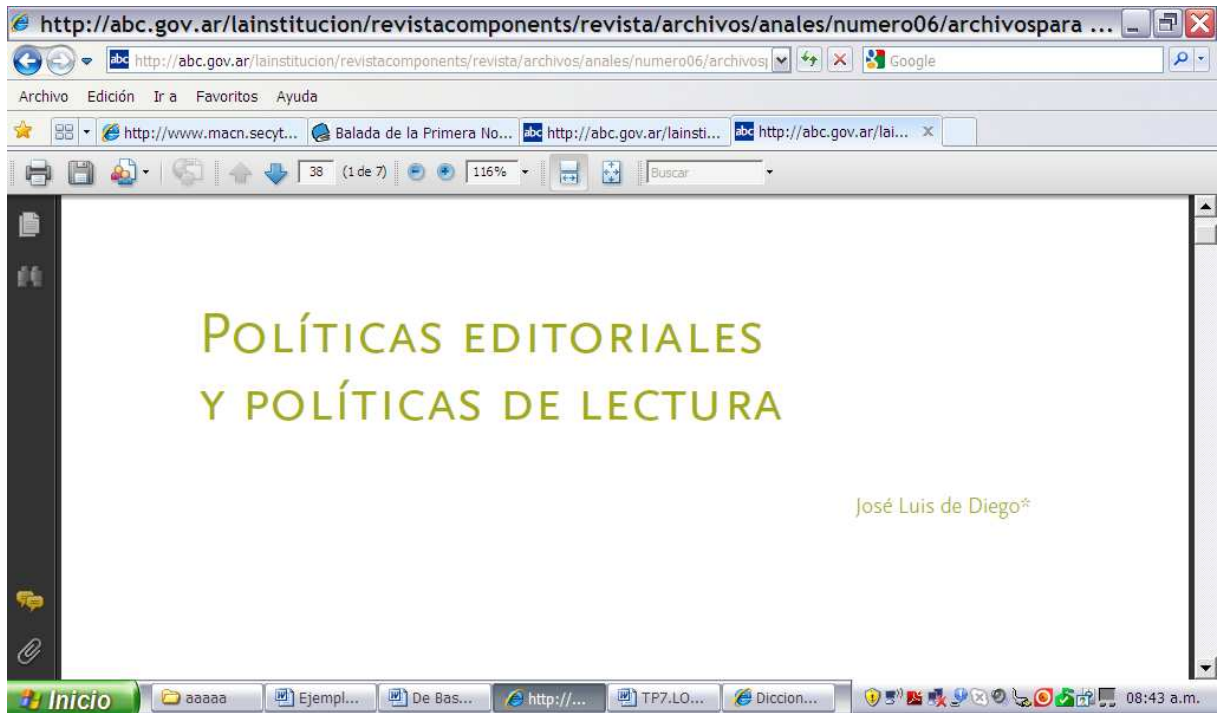 http://abc.gov.ar/lainstitucion/revistacomponents/revista/archivos/anales/numero06/archivospara ...
http://abc.gov.ar/lainstitucion/revistacomponents/revista/archivos/anales/numero06/archivos Google
Archivo Edición Ir a Favoritos Ayuda
http://www.macn.secyt... Balada de la Primera No... abc http://abc.gov.ar/lainsti... abc http://abc.gov.ar/lai... X
38 (1 de 7) 116% Buscar
POLÍTICAS EDITORIALES
Y POLÍTICAS DE LECTURA
José Luis de Diego*
Inicio aaaaa Ejempl... De Bas... http://... TP7.LO... Diccion... 08:43 a.m.